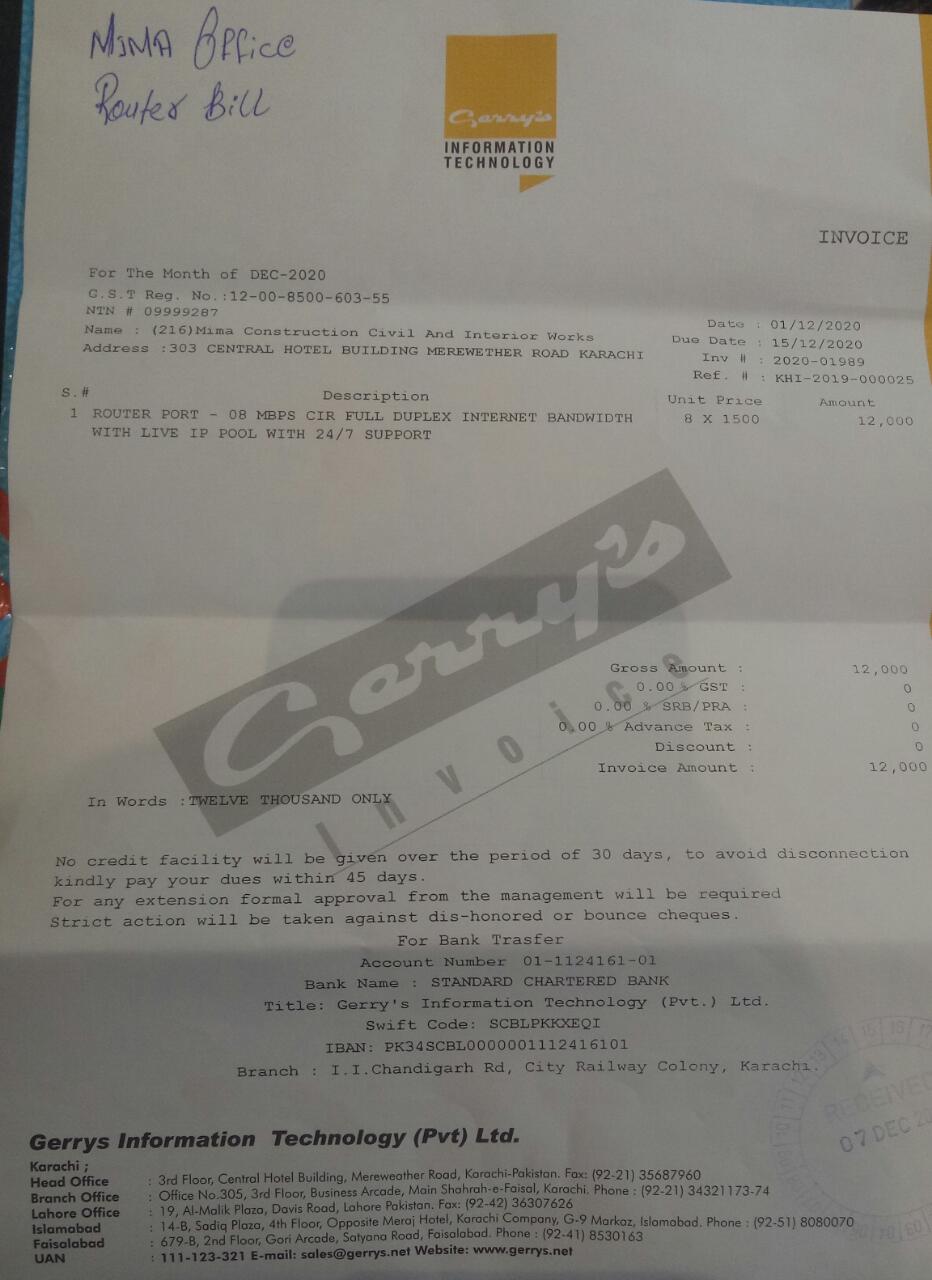 MIMA Office
Router Bill
Gerry's
INFORMATION
TECHNOLOGY
INVOICE
For The Month of DEC-2020
G.S.T Reg. No.:12-00-8500-603-55
NTN # 09999287
Name : (216)Mima Construction Civil And Interior Works
Address :303 CENTRAL HOTEL BUILDING MEREWETHER ROAD KARACHI
Date : 01/12/2020
Due Date : 15/12/2020
Inv # : 2020-01989
Ref. # : KHI-2019-000025
S.# Description Unit Price Amount
1 ROUTER PORT - 08 MBPS CIR FULL DUPLEX INTERNET BANDWIDTH 8 X 1500 12,000
WITH LIVE IP POOL WITH 24/7 SUPPORT
Gerry's
Invoice
Gross Amount : 12,000
0.00 % GST : 0
0.00 % SRB/PRA : 0
0.00 % Advance Tax : 0
Discount : 0
Invoice Amount : 12,000
In Words :TWELVE THOUSAND ONLY
No credit facility will be given over the period of 30 days, to avoid disconnection
kindly pay your dues within 45 days.
For any extension formal approval from the management will be required
Strict action will be taken against dis-honored or bounce cheques.
For Bank Trasfer
Account Number 01-1124161-01
Bank Name : STANDARD CHARTERED BANK
Title: Gerry's Information Technology (Pvt.) Ltd.
Swift Code: SCBLPKKXEQI
IBAN: PK34SCBL0000001112416101
Branch : I.I.Chandigarh Rd, City Railway Colony, Karachi.
RECEIVED
07 DEC
Gerrys Information Technology (Pvt) Ltd.
Karachi ;
Head Office : 3rd Floor, Central Hotel Building, Mereweather Road, Karachi-Pakistan. Fax: (92-21) 35687960
Branch Office : Office No.305, 3rd Floor, Business Arcade, Main Shahrah-e-Faisal, Karachi. Phone : (92-21) 34321173-74
Lahore Office : 19, Al-Malik Plaza, Davis Road, Lahore Pakistan. Fax: (92-42) 36307626
Islamabad : 14-B, Sadiq Plaza, 4th Floor, Opposite Meraj Hotel, Karachi Company, G-9 Markaz, Islamabad. Phone : (92-51) 8080070
Faisalabad : 679-B, 2nd Floor, Gori Arcade, Satyana Road, Faisalabad. Phone : (92-41) 8530163
UAN : 111-123-321 E-mail: sales@gerrys.net Website: www.gerrys.net